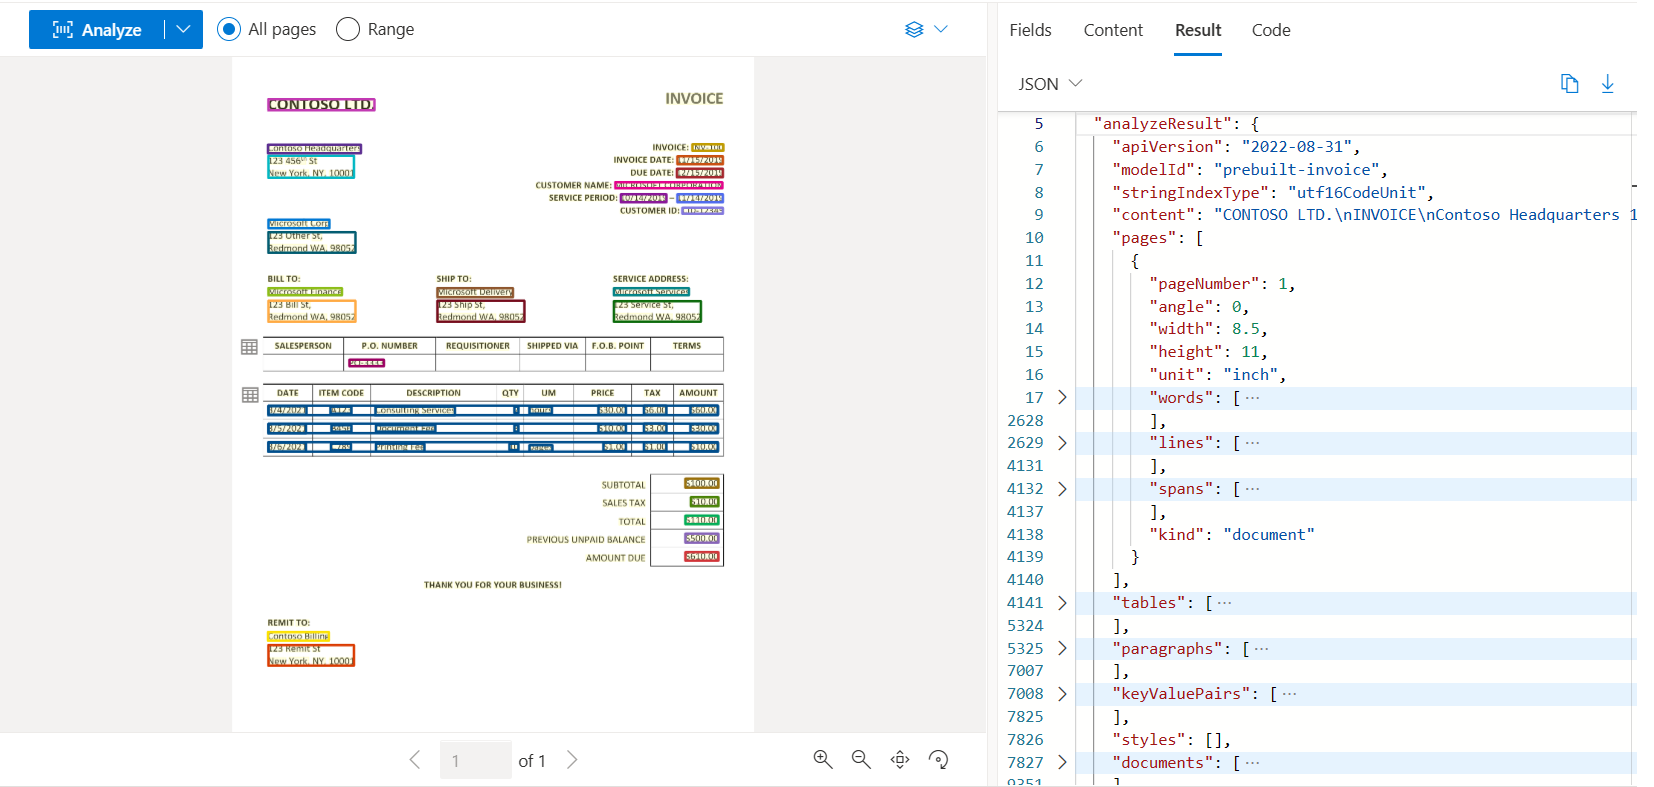 Analyze
All pages
Range
CONTOSO LTD.
INVOICE
Contoso Headquarters
123 456th St
New York, NY, 10001
INVOICE: INV-100
INVOICE DATE: 11/15/2019
DUE DATE: 12/15/2019
CUSTOMER NAME: MICROSOFT CORPORATION
SERVICE PERIOD: 10/14/2019 – 11/14/2019
CUSTOMER ID: CID-12345
Microsoft Corp
123 Other St,
Redmond WA, 98052
BILL TO:
Microsoft Finance
123 Bill St,
Redmond WA, 98052
SHIP TO:
Microsoft Delivery
123 Ship St,
Redmond WA, 98052
SERVICE ADDRESS:
Microsoft Services
123 Service St,
Redmond WA, 98052
SALESPERSON P.O. NUMBER REQUISITIONER SHIPPED VIA F.O.B. POINT TERMS
DATE ITEM CODE DESCRIPTION QTY UM PRICE TAX AMOUNT
3/4/2021 A123 Consulting Services hours $30.00 $6.00 $60.00
3/5/2021 B456 Document Fee $10.00 $3.00 $30.00
3/6/2021 C789 Printing Fee pages $1.00 $1.00 $10.00
SUBTOTAL $100.00
SALES TAX $10.00
TOTAL $110.00
PREVIOUS UNPAID BALANCE $500.00
AMOUNT DUE $610.00
THANK YOU FOR YOUR BUSINESS!
REMIT TO:
Contoso Billing
123 Remit St
New York, NY, 10001
1 of 1
Fields Content Result Code
JSON
5 "analyzeResult": {
6 "apiVersion": "2022-08-31",
7 "modelId": "prebuilt-invoice",
8 "stringIndexType": "utf16CodeUnit",
9 "content": "CONTOSO LTD.\nINVOICE\nContoso Headquarters 1
10 "pages": [
11 {
12 "pageNumber": 1,
13 "angle": 0,
14 "width": 8.5,
15 "height": 11,
16 "unit": "inch",
17 "words": [ ···
2628 ],
2629 "lines": [ ···
4131 ],
4132 "spans": [ ···
4137 ],
4138 "kind": "document"
4139 }
4140 ],
4141 "tables": [ ···
5324 ],
5325 "paragraphs": [ ···
7007 ],
7008 "keyValuePairs": [ ···
7825 ],
7826 "styles": [],
7827 "documents": [ ···
9351 ]